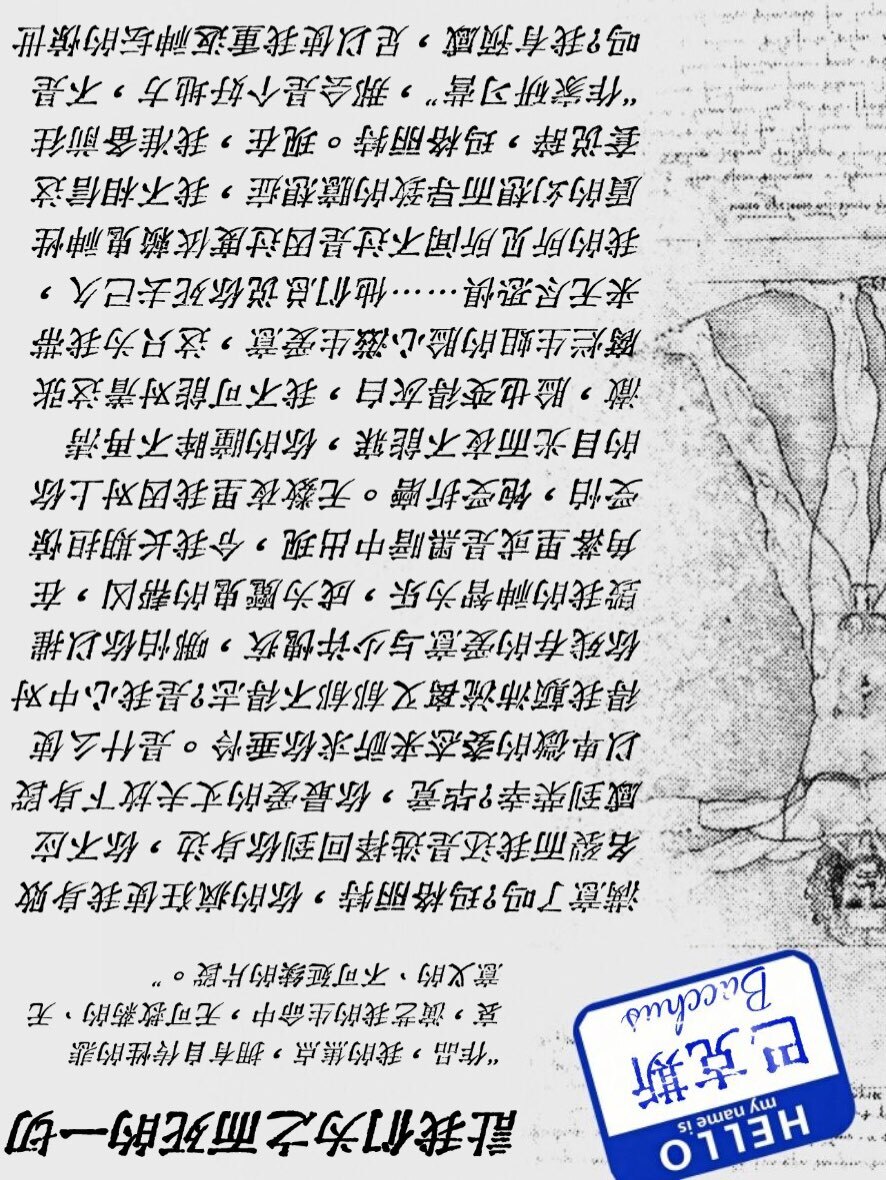 HELLO
my name is
巴克斯
Bacchus
讓我们为之而死的一切
“作品，我的焦点，拥有自传性的悲
哀，演艺我的生命中，无可救药的、无
意义的、不可延续的片段。”
满意了吗?玛格丽特，你的疯狂使我身败
名裂而我还是选择回到你身边，你不应
感到荣幸?毕竟，你最爱的丈夫放下身段
以卑微的姿态来祈求你垂怜。是什么使
得我颠沛流离又郁郁不得志?是我心中对
你残存的爱意与少许愧疚，哪怕你以摧
毁我的神智为乐，成为魔鬼的帮凶，在
角落里或是黑暗中出现，令我长期担惊
受怕，饱受折磨。无数夜里我因对上你
的目光而夜不能寐，你的瞳眸不再清
澈，脸也变得灰白，我不可能对着这张
腐烂生蛆的脸心滋生爱意，这只为我带
来无尽恐惧……他们总说你死去已久，
我的所见所闻不过是因过度依赖鬼神性
质的幻想而导致的臆想症，我不相信这
套说辞，玛格丽特。现在，我准备前往
“作家研习营”，那会是个好地方，不是
吗?我有预感，足以使我重返神坛的惊世